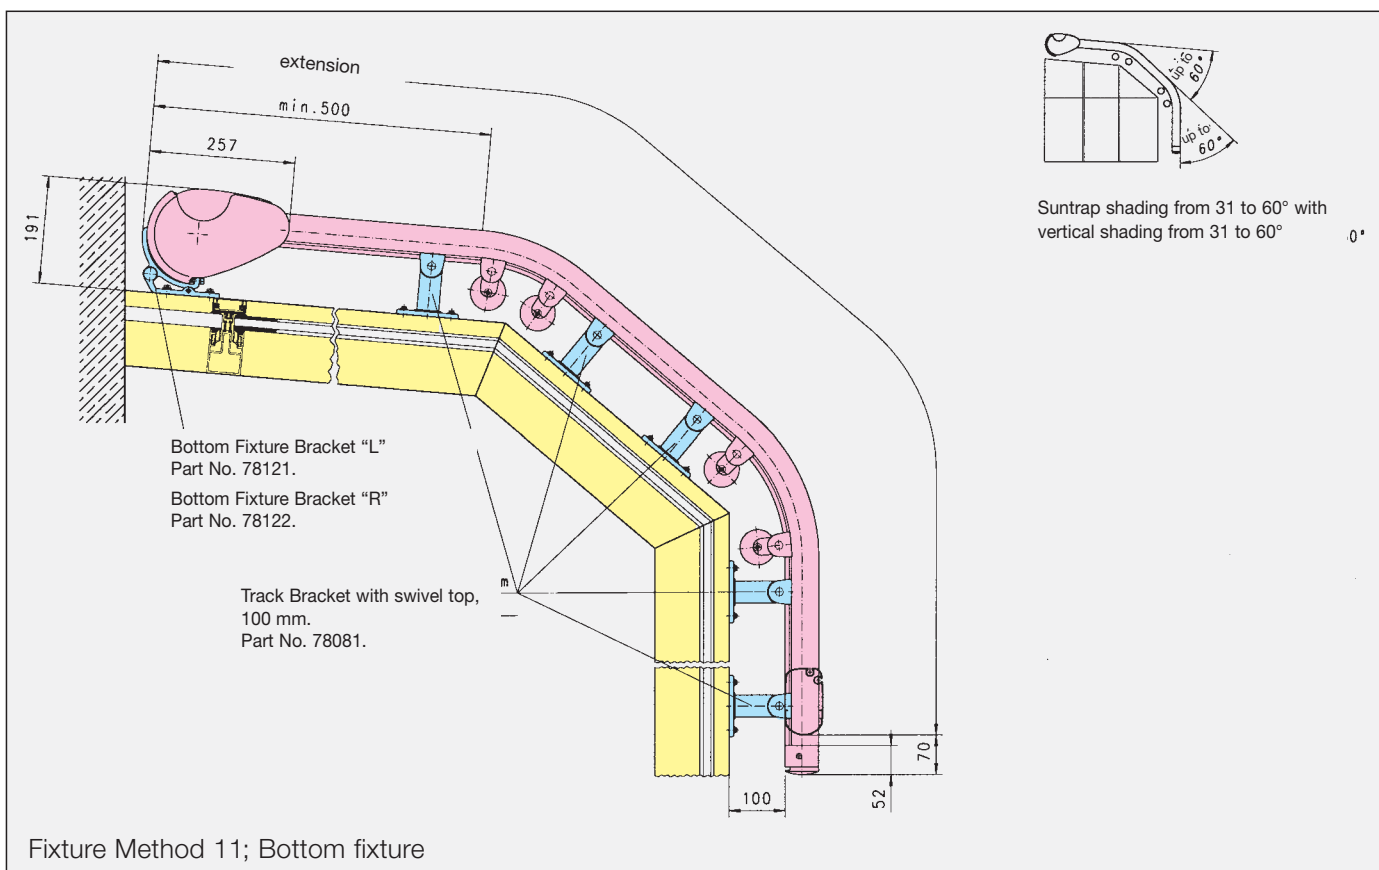 extension
min.500
257
191
up to
60°
up to
60°
Suntrap shading from 31 to 60° with
vertical shading from 31 to 60°
0°
Bottom Fixture Bracket “L”
Part No. 78121.
Bottom Fixture Bracket “R”
Part No. 78122.
m
Track Bracket with swivel top,
100 mm.
Part No. 78081.
70
52
100
Fixture Method 11; Bottom fixture